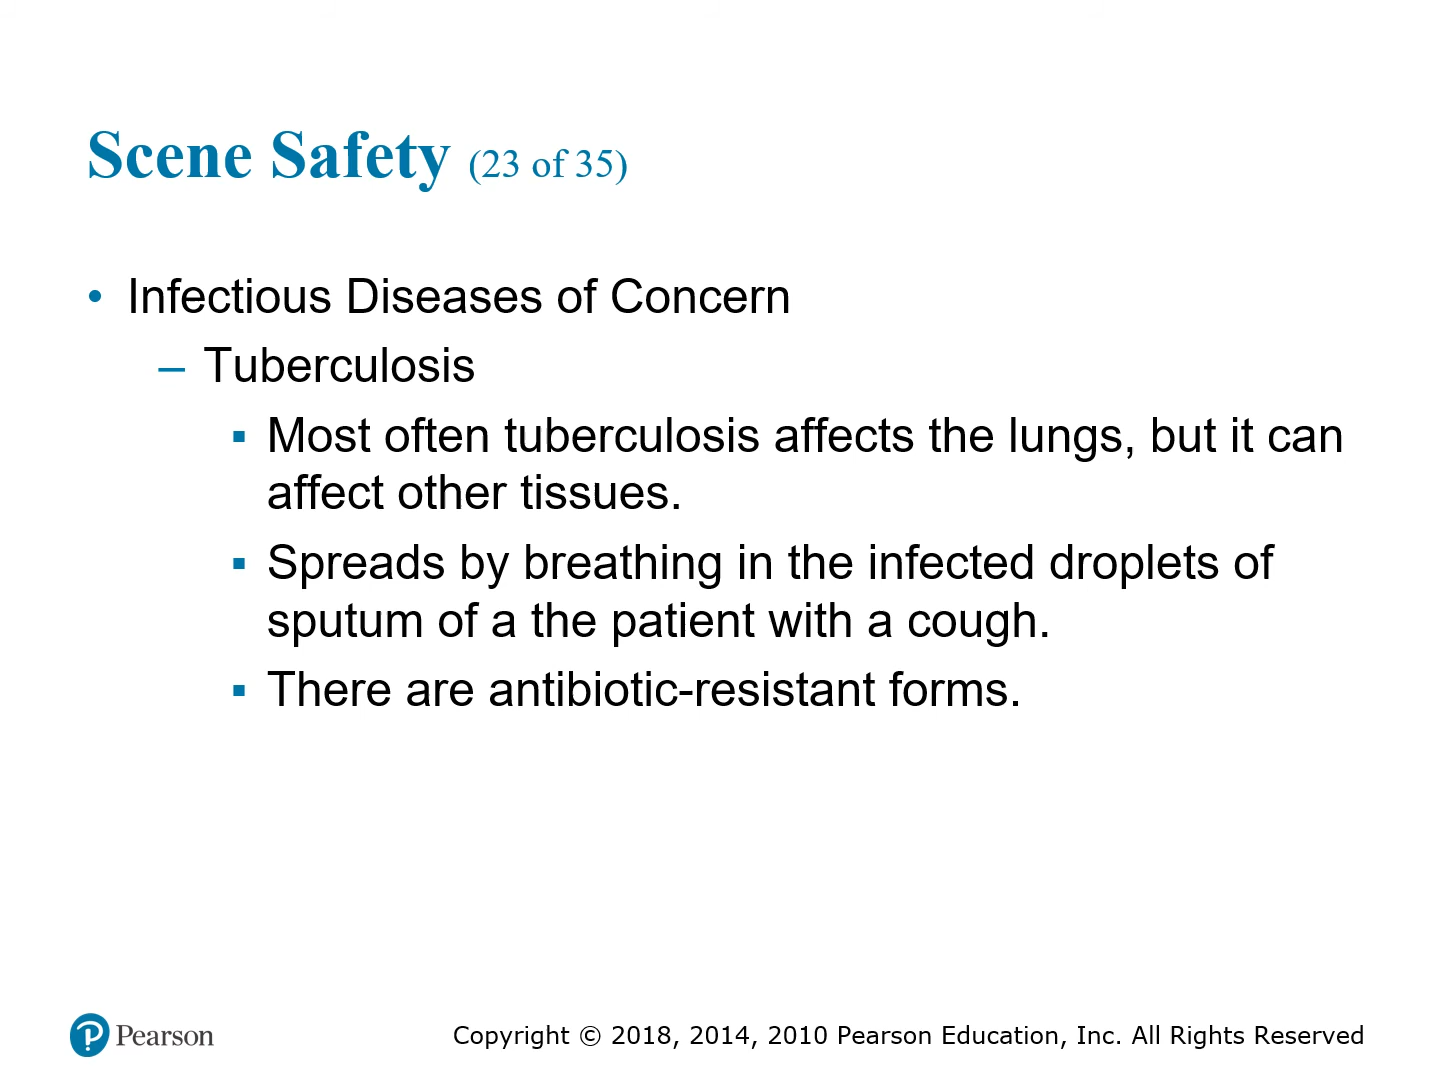 Scene Safety (23 of 35)
• Infectious Diseases of Concern
– Tuberculosis
▪ Most often tuberculosis affects the lungs, but it can
affect other tissues.
▪ Spreads by breathing in the infected droplets of
sputum of a the patient with a cough.
▪ There are antibiotic-resistant forms.
Pearson
Copyright © 2018, 2014, 2010 Pearson Education, Inc. All Rights Reserved